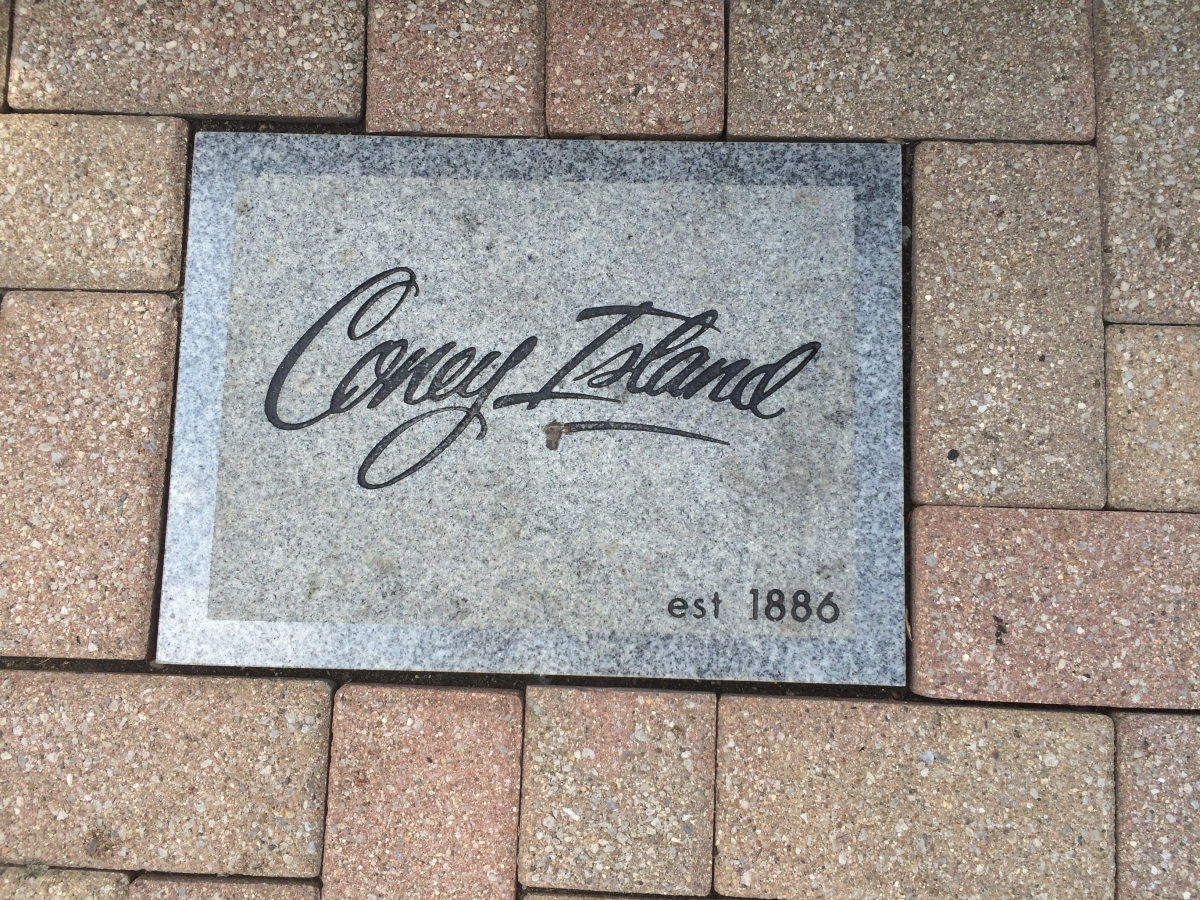 Coney Island
est 1886